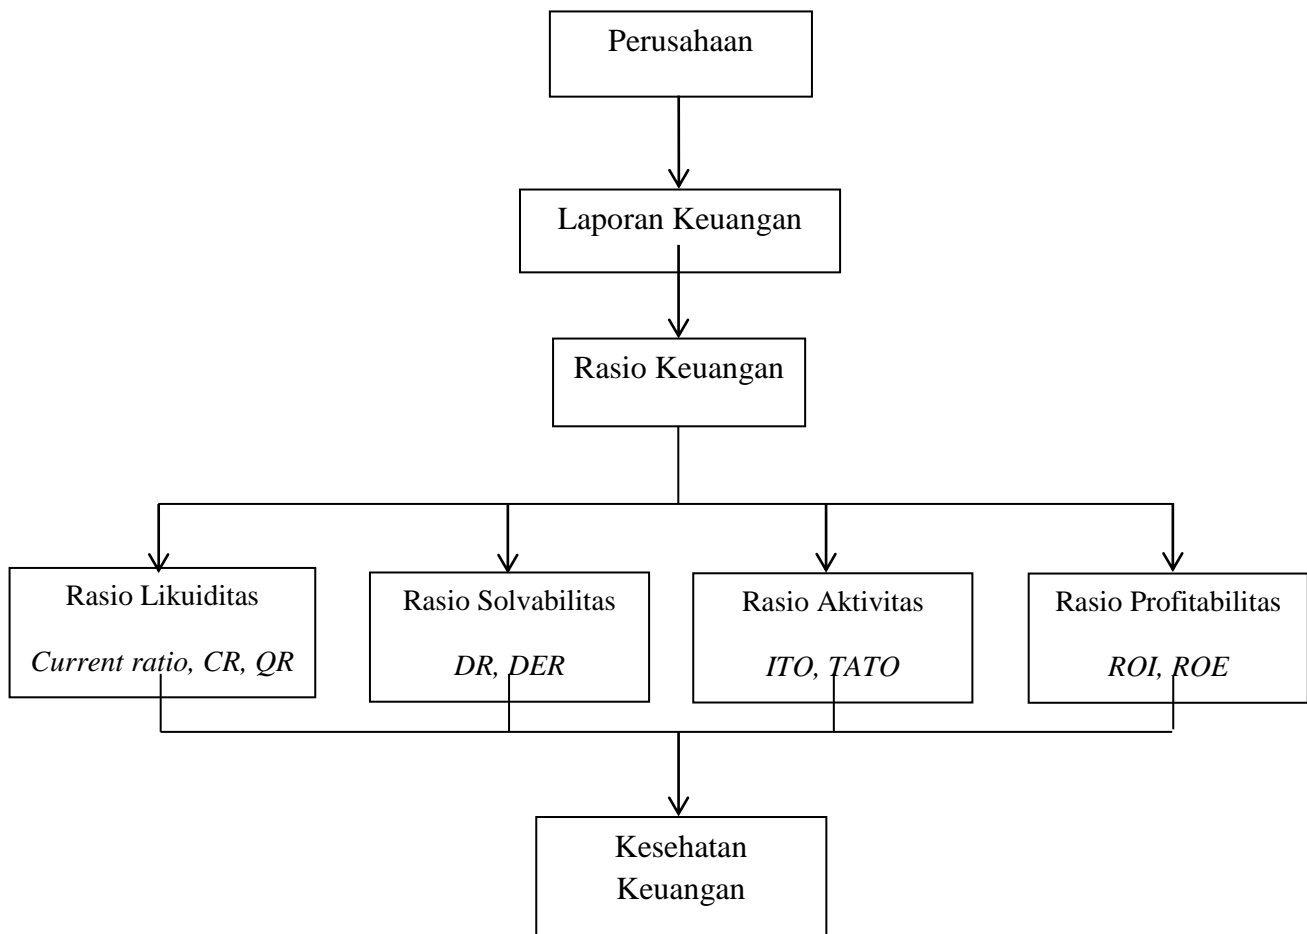 Perusahaan
Laporan Keuangan
Rasio Keuangan
Rasio Likuiditas
Current ratio, CR, QR
Rasio Solvabilitas
DR, DER
Rasio Aktivitas
ITO, TATO
Rasio Profitabilitas
ROI, ROE
Kesehatan
Keuangan